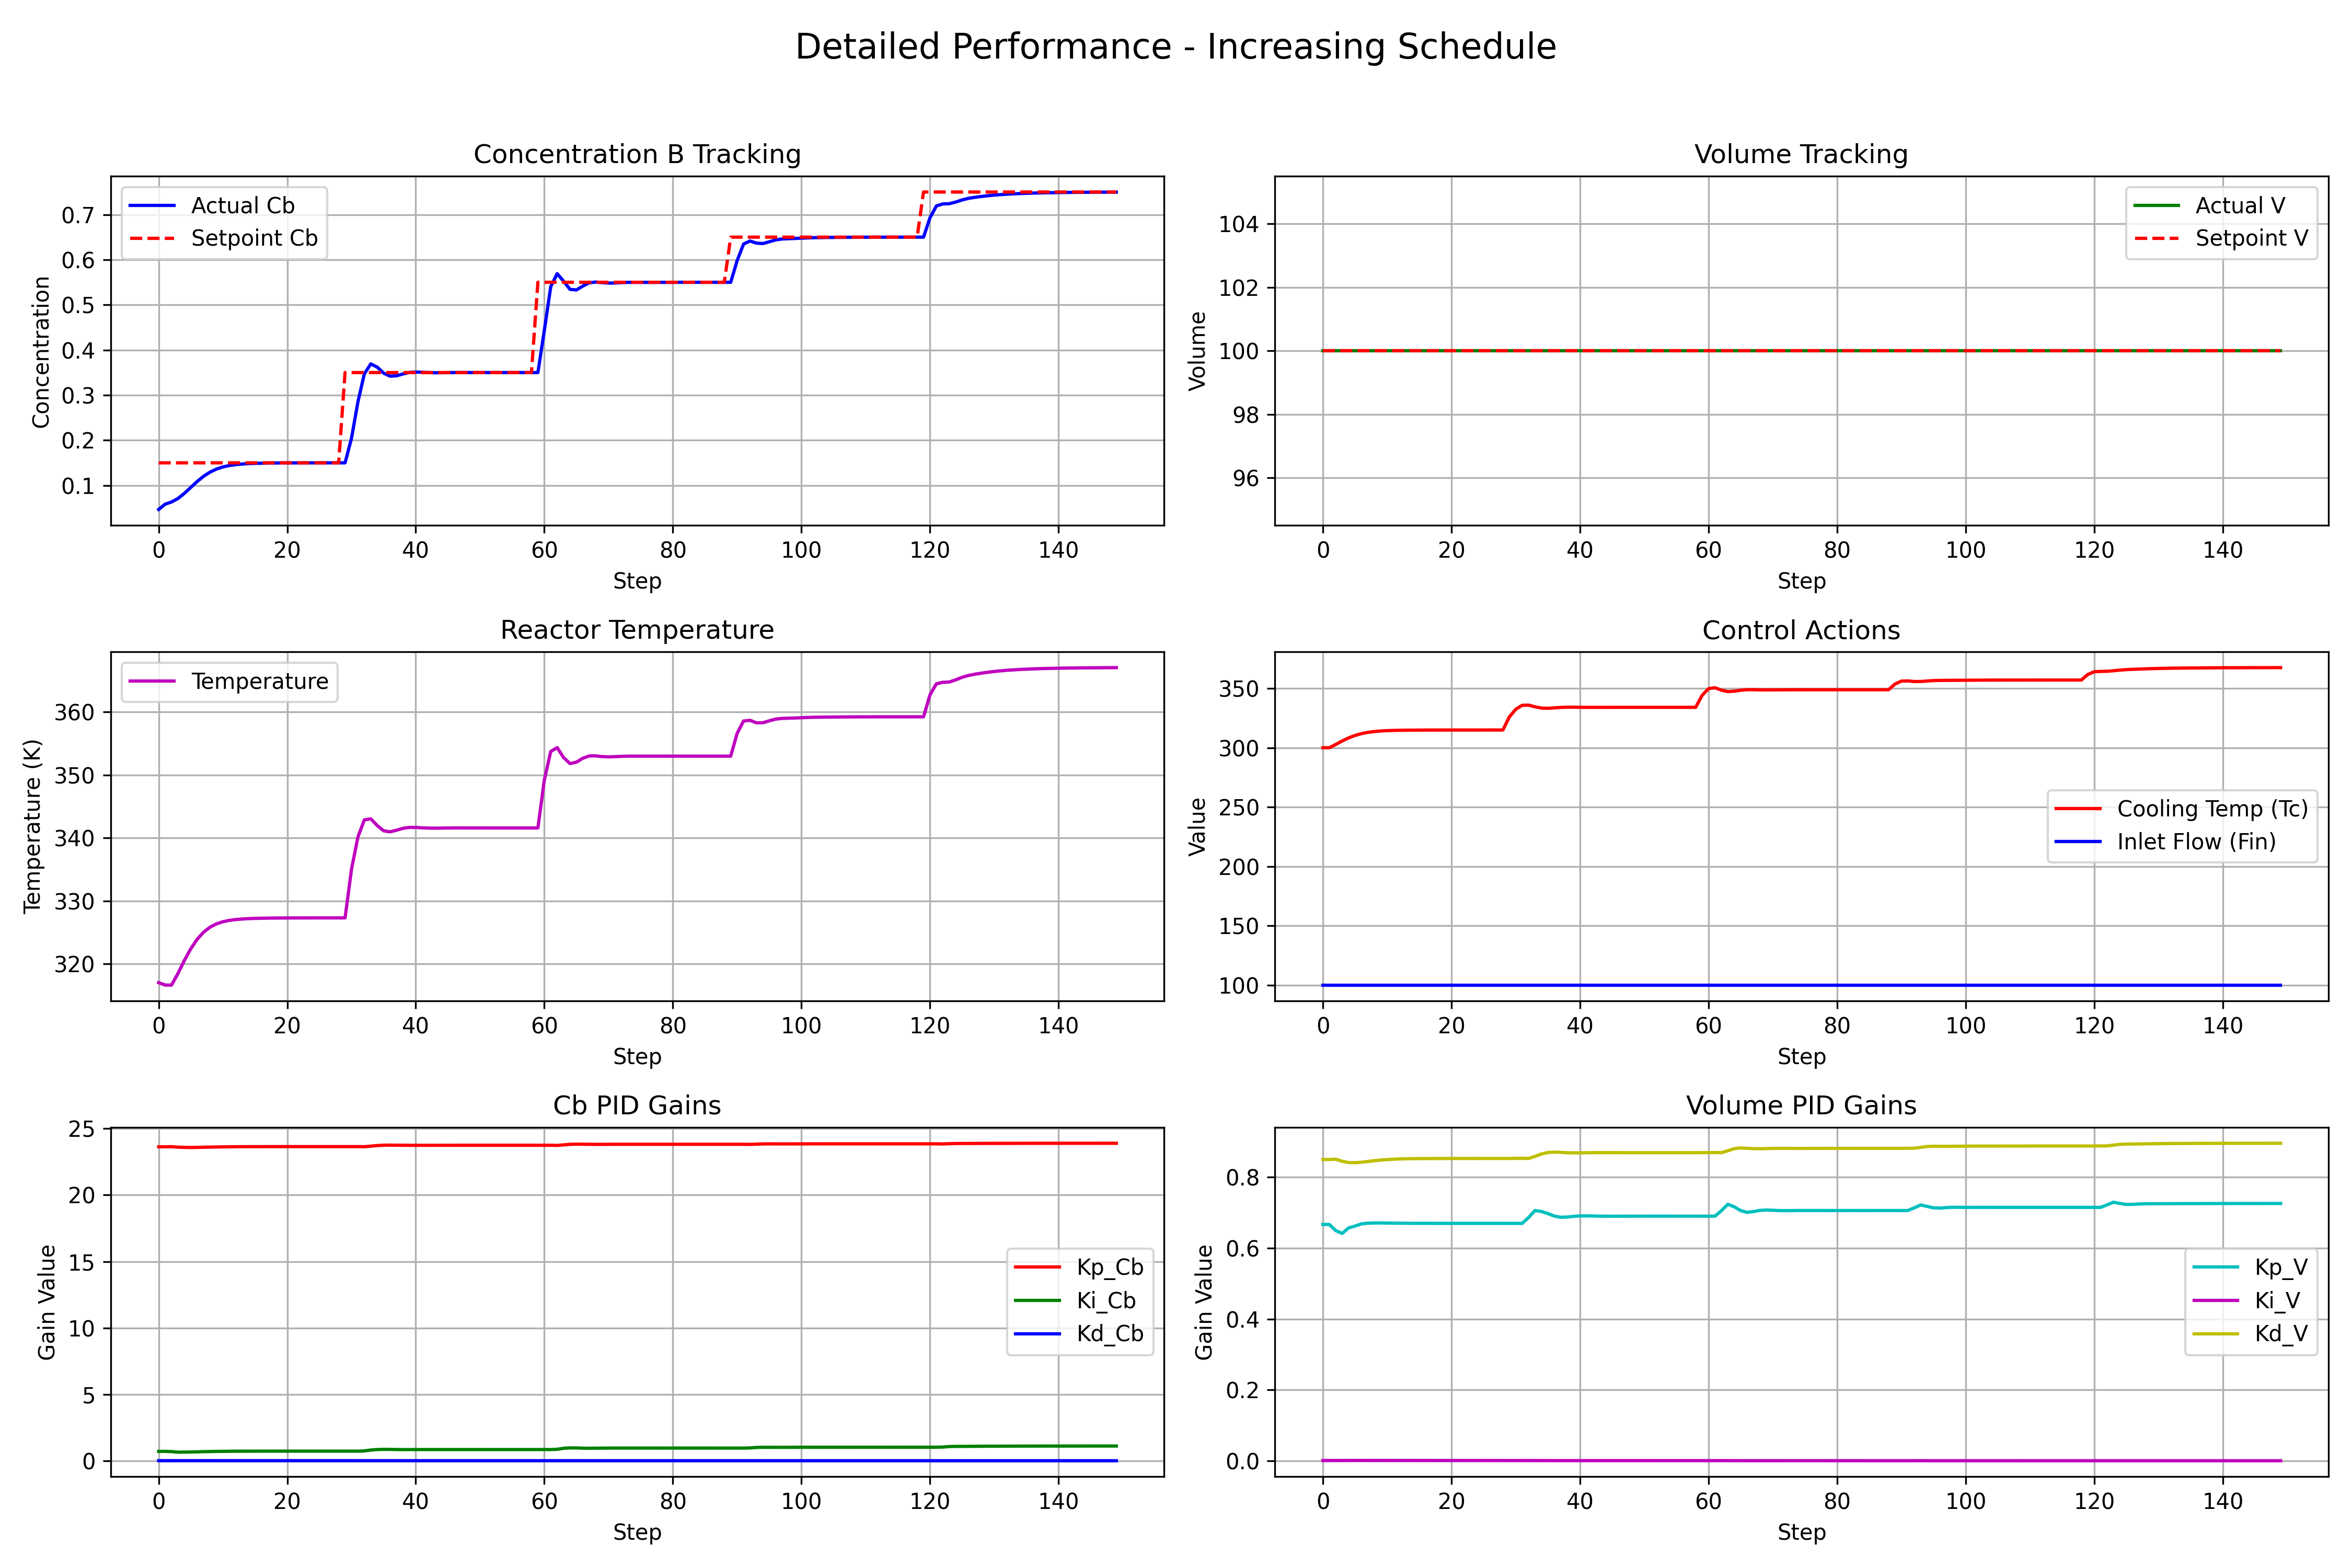 Detailed Performance - Increasing Schedule
Concentration B Tracking
Concentration
0.7
0.6
0.5
0.4
0.3
0.2
0.1
Actual Cb
Setpoint Cb
0 20 40 60 80 100 120 140
Step
Volume Tracking
Volume
104
102
100
98
96
Actual V
Setpoint V
0 20 40 60 80 100 120 140
Step
Reactor Temperature
Temperature (K)
360
350
340
330
320
Temperature
0 20 40 60 80 100 120 140
Step
Control Actions
Value
350
300
250
200
150
100
Cooling Temp (Tc)
Inlet Flow (Fin)
0 20 40 60 80 100 120 140
Step
Cb PID Gains
Gain Value
25
20
15
10
5
0
Kp_Cb
Ki_Cb
Kd_Cb
0 20 40 60 80 100 120 140
Step
Volume PID Gains
Gain Value
0.8
0.6
0.4
0.2
0.0
Kp_V
Ki_V
Kd_V
0 20 40 60 80 100 120 140
Step